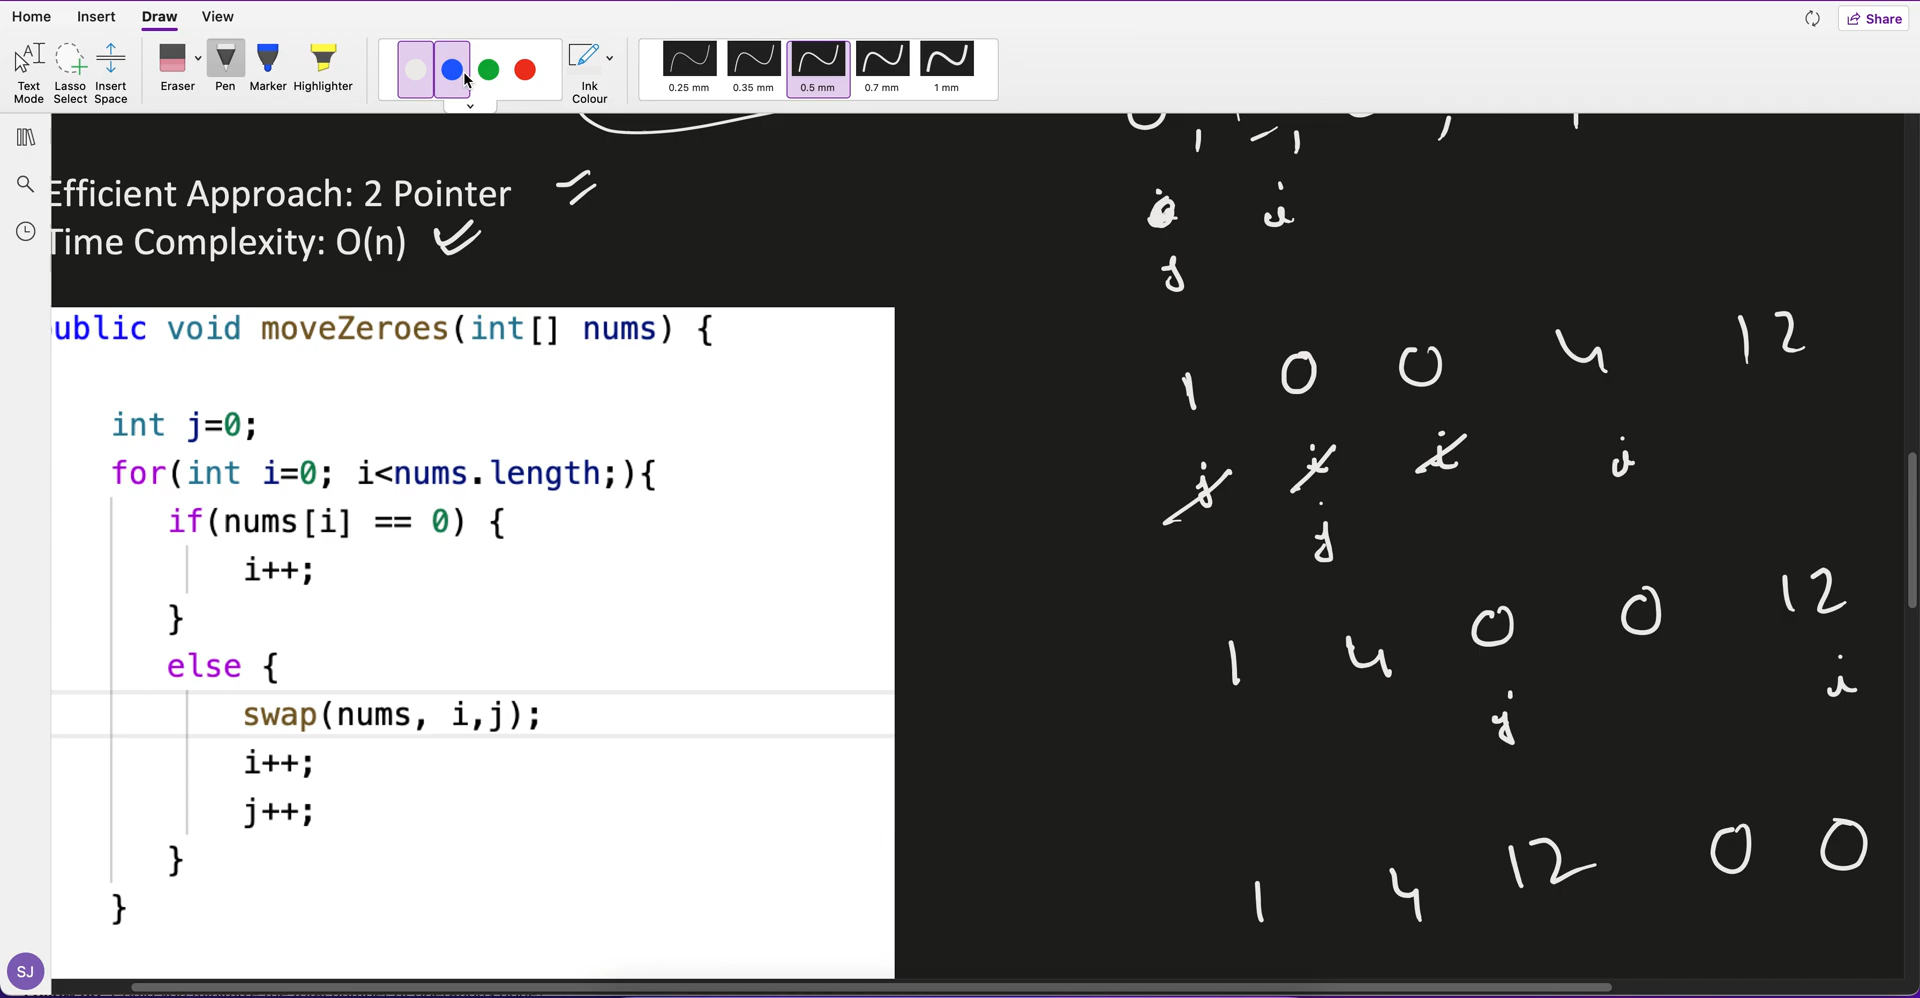 Home Insert Draw View
Share
Text Mode
Lasso Select
Insert Space
Eraser
Pen
Marker
Highlighter
Ink Colour
0.25 mm
0.35 mm
0.5 mm
0.7 mm
1 mm
Efficient Approach: 2 Pointer
Time Complexity: O(n)
ublic void moveZeroes(int[] nums) {
int j=0;
for(int i=0; i<nums.length;){
if(nums[i] == 0) {
i++;
}
else {
swap(nums, i,j);
i++;
j++;
}
}
i
j
1 0 0 4 12
j i i i
j
1 4 0 0 12
j i
1 4 12 0 0
SJ